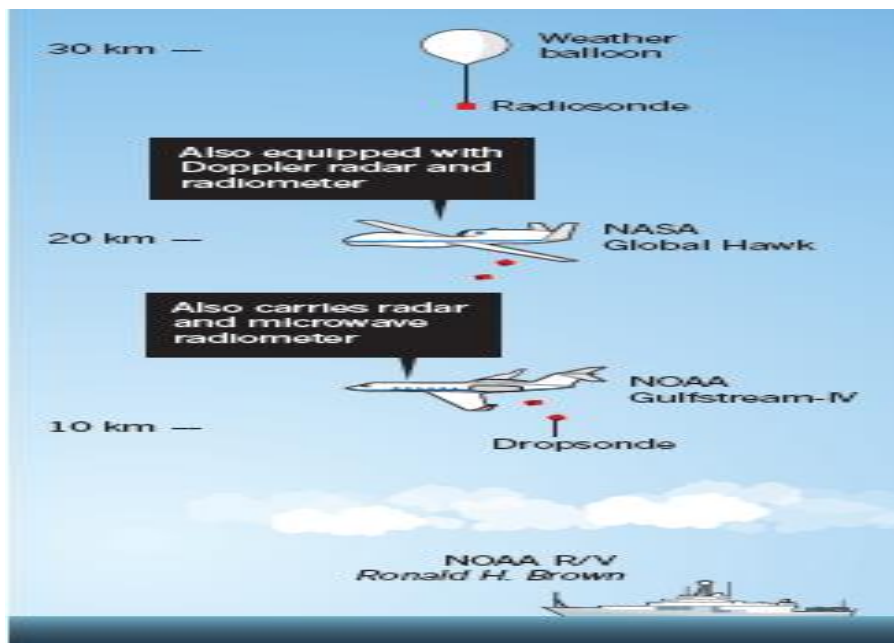 30 km
Weather
balloon
Radiosonde
Also equipped with
Doppler radar and
radiometer
20 km
NASA
Global Hawk
Also carries radar
and microwave
radiometer
NOAA
Gulfstream-IV
10 km
Dropsonde
NOAA R/V
Ronald H. Brown